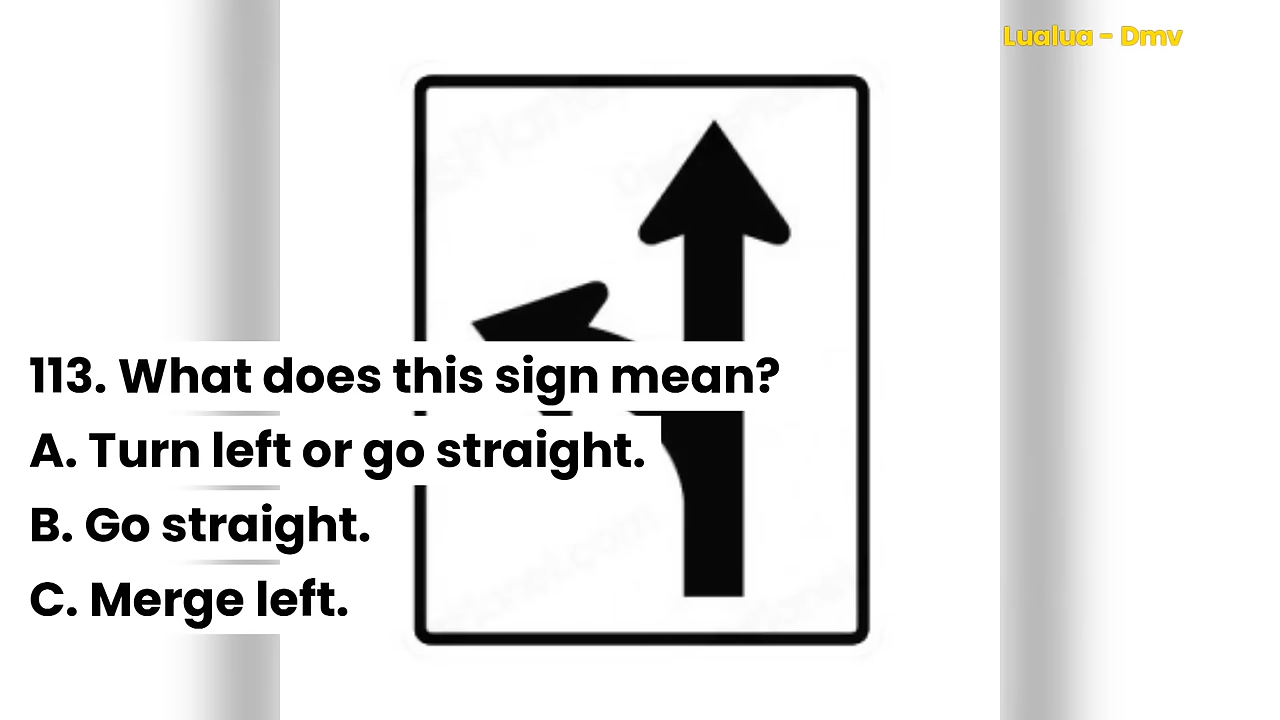 Lualua - Dmv
113. What does this sign mean?
A. Turn left or go straight.
B. Go straight.
C. Merge left.